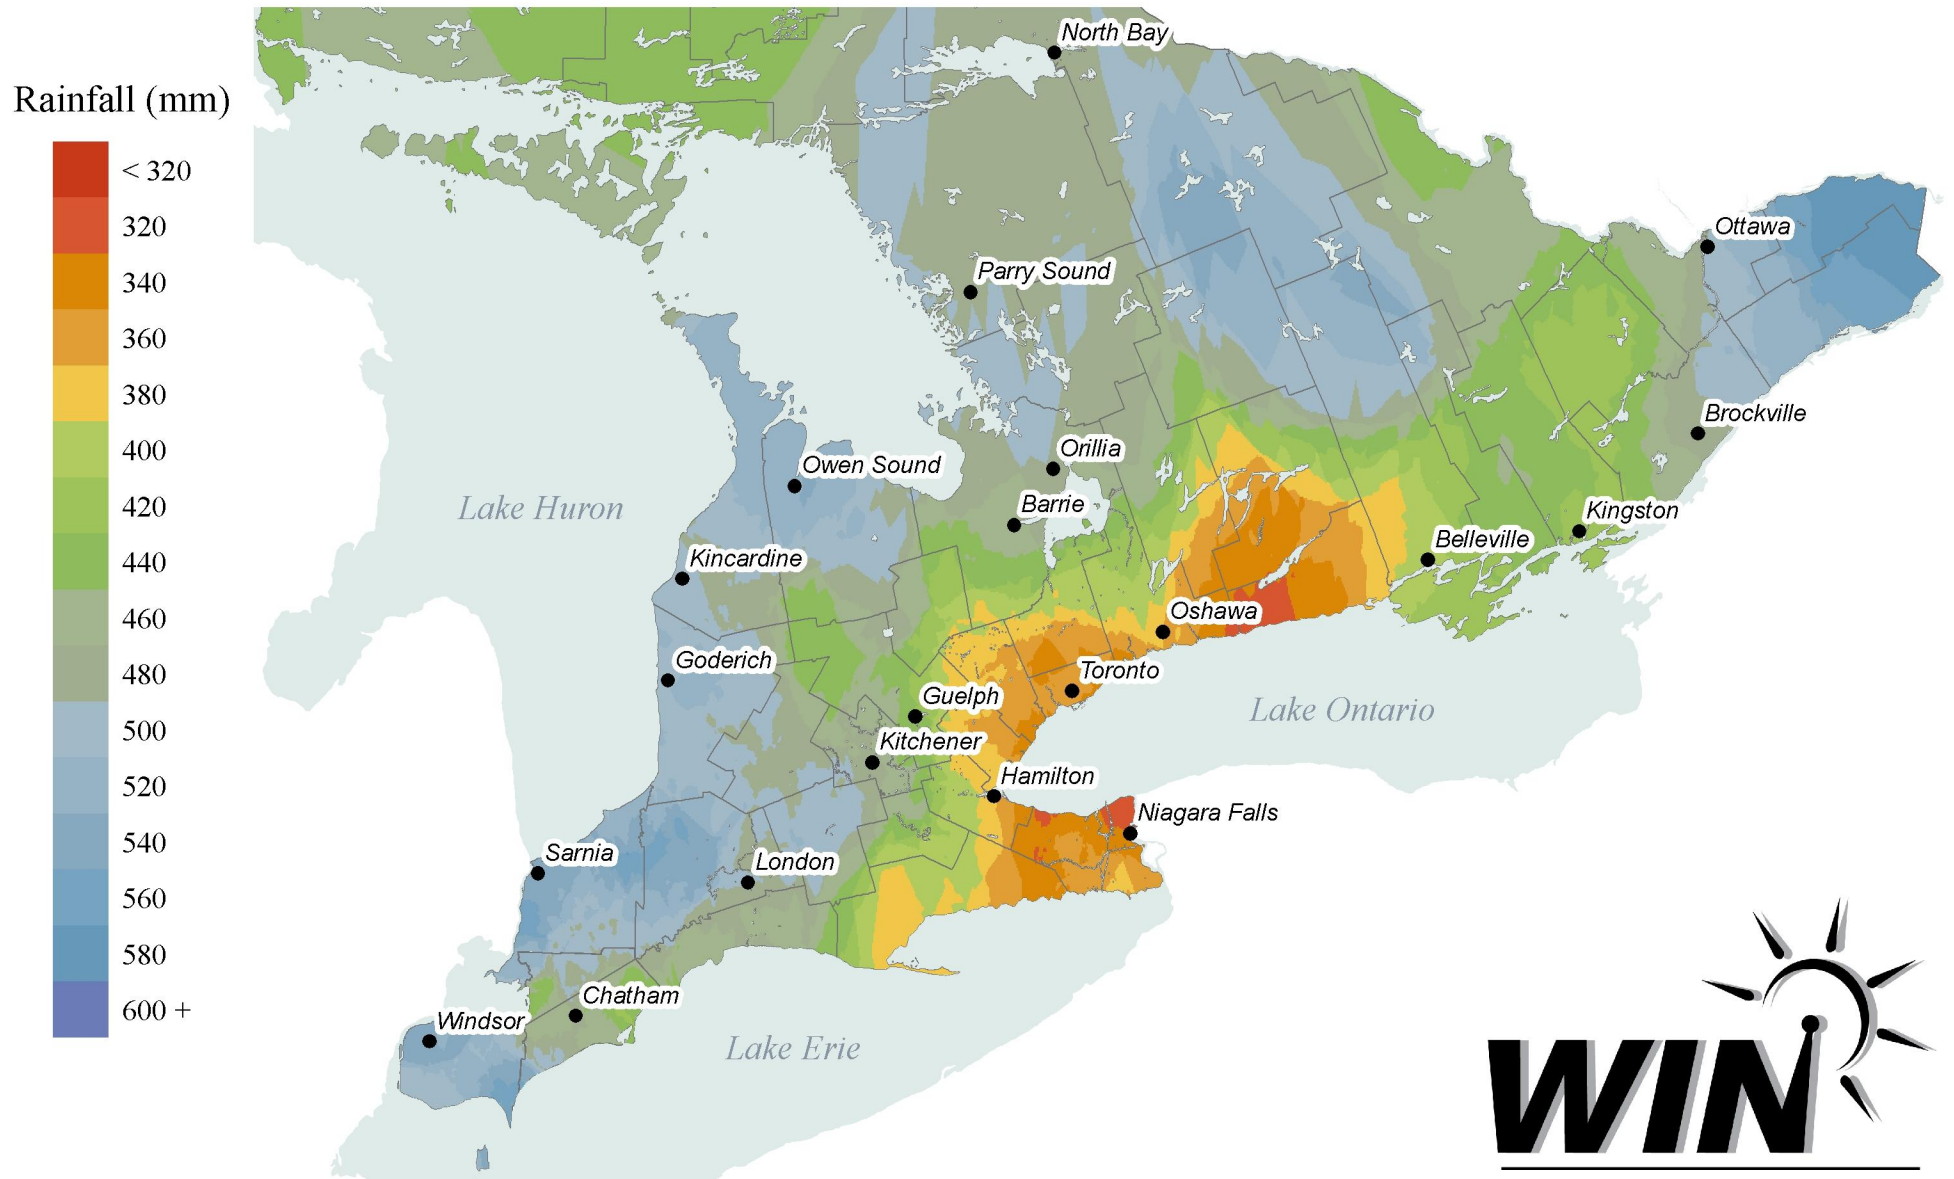 Rainfall (mm)
< 320
320
340
360
380
400
420
440
460
480
500
520
540
560
580
600 +
North Bay
Ottawa
Parry Sound
Brockville
Orillia
Owen Sound
Lake Huron
Barrie
Kingston
Belleville
Kincardine
Oshawa
Goderich
Toronto
Guelph
Lake Ontario
Kitchener
Hamilton
Niagara Falls
Sarnia
London
Chatham
Windsor
Lake Erie
WIN